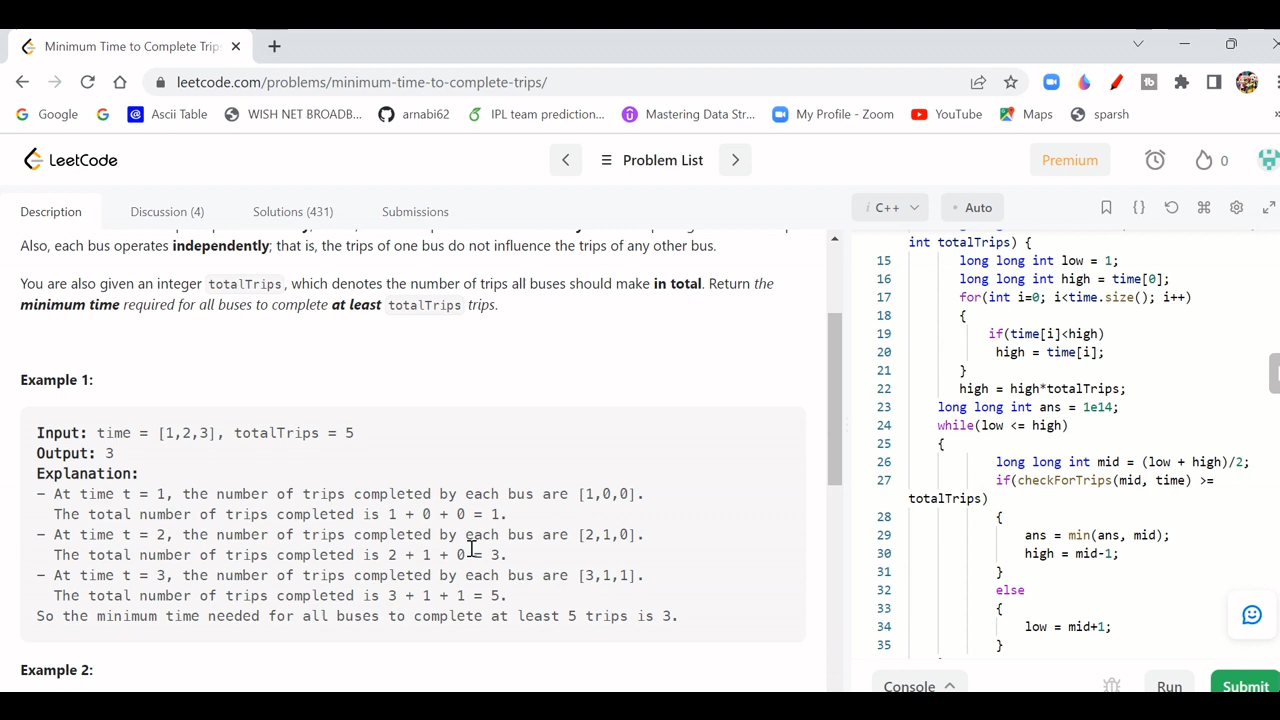 Minimum Time to Complete Trip
leetcode.com/problems/minimum-time-to-complete-trips/
Google
Ascii Table
WISH NET BROADB...
arnabi62
IPL team prediction...
Mastering Data Str...
My Profile - Zoom
YouTube
Maps
sparsh
LeetCode
Problem List
Premium
0
Description
Discussion (4)
Solutions (431)
Submissions
i C++
Auto
Also, each bus operates independently; that is, the trips of one bus do not influence the trips of any other bus.
You are also given an integer totalTrips, which denotes the number of trips all buses should make in total. Return the
minimum time required for all buses to complete at least totalTrips trips.
Example 1:
Input: time = [1,2,3], totalTrips = 5
Output: 3
Explanation:
- At time t = 1, the number of trips completed by each bus are [1,0,0].
The total number of trips completed is 1 + 0 + 0 = 1.
- At time t = 2, the number of trips completed by each bus are [2,1,0].
The total number of trips completed is 2 + 1 + 0 = 3.
- At time t = 3, the number of trips completed by each bus are [3,1,1].
The total number of trips completed is 3 + 1 + 1 = 5.
So the minimum time needed for all buses to complete at least 5 trips is 3.
Example 2:
int totalTrips) {
15 long long int low = 1;
16 long long int high = time[0];
17 for(int i=0; i<time.size(); i++)
18 {
19 if(time[i]<high)
20 high = time[i];
21 }
22 high = high*totalTrips;
23 long long int ans = 1e14;
24 while(low <= high)
25 {
26 long long int mid = (low + high)/2;
27 if(checkForTrips(mid, time) >=
totalTrips)
28 {
29 ans = min(ans, mid);
30 high = mid-1;
31 }
32 else
33 {
34 low = mid+1;
35 }
Console
Run
Submit